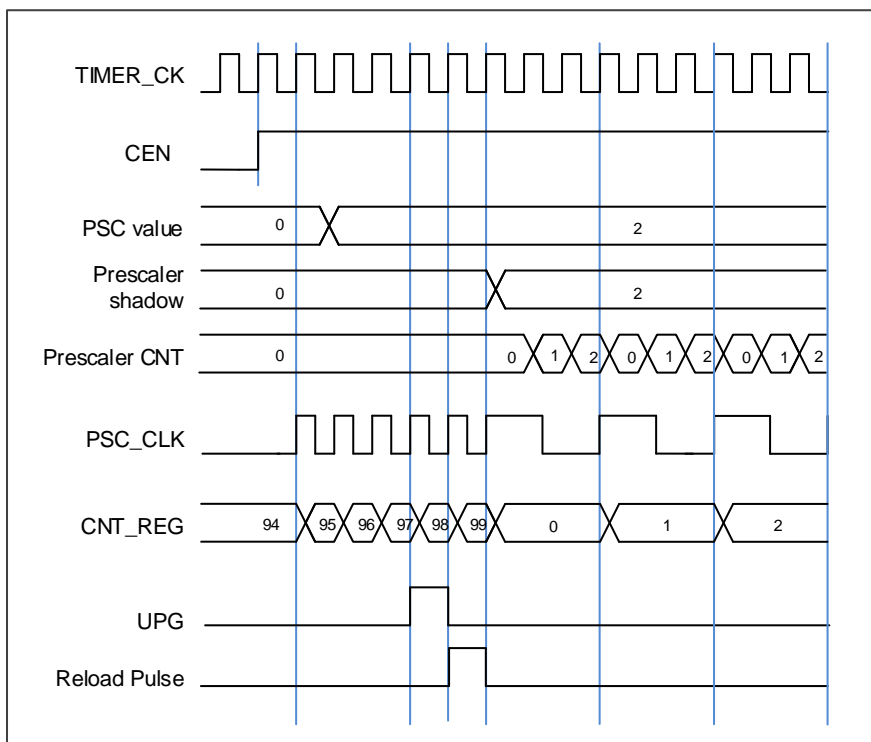 TIMER_CK
CEN
PSC value 0 2
Prescaler
shadow 0 2
Prescaler CNT 0 0 1 2 0 1 2 0 1 2
PSC_CLK
CNT_REG 94 95 96 97 98 99 0 1 2
UPG
Reload Pulse